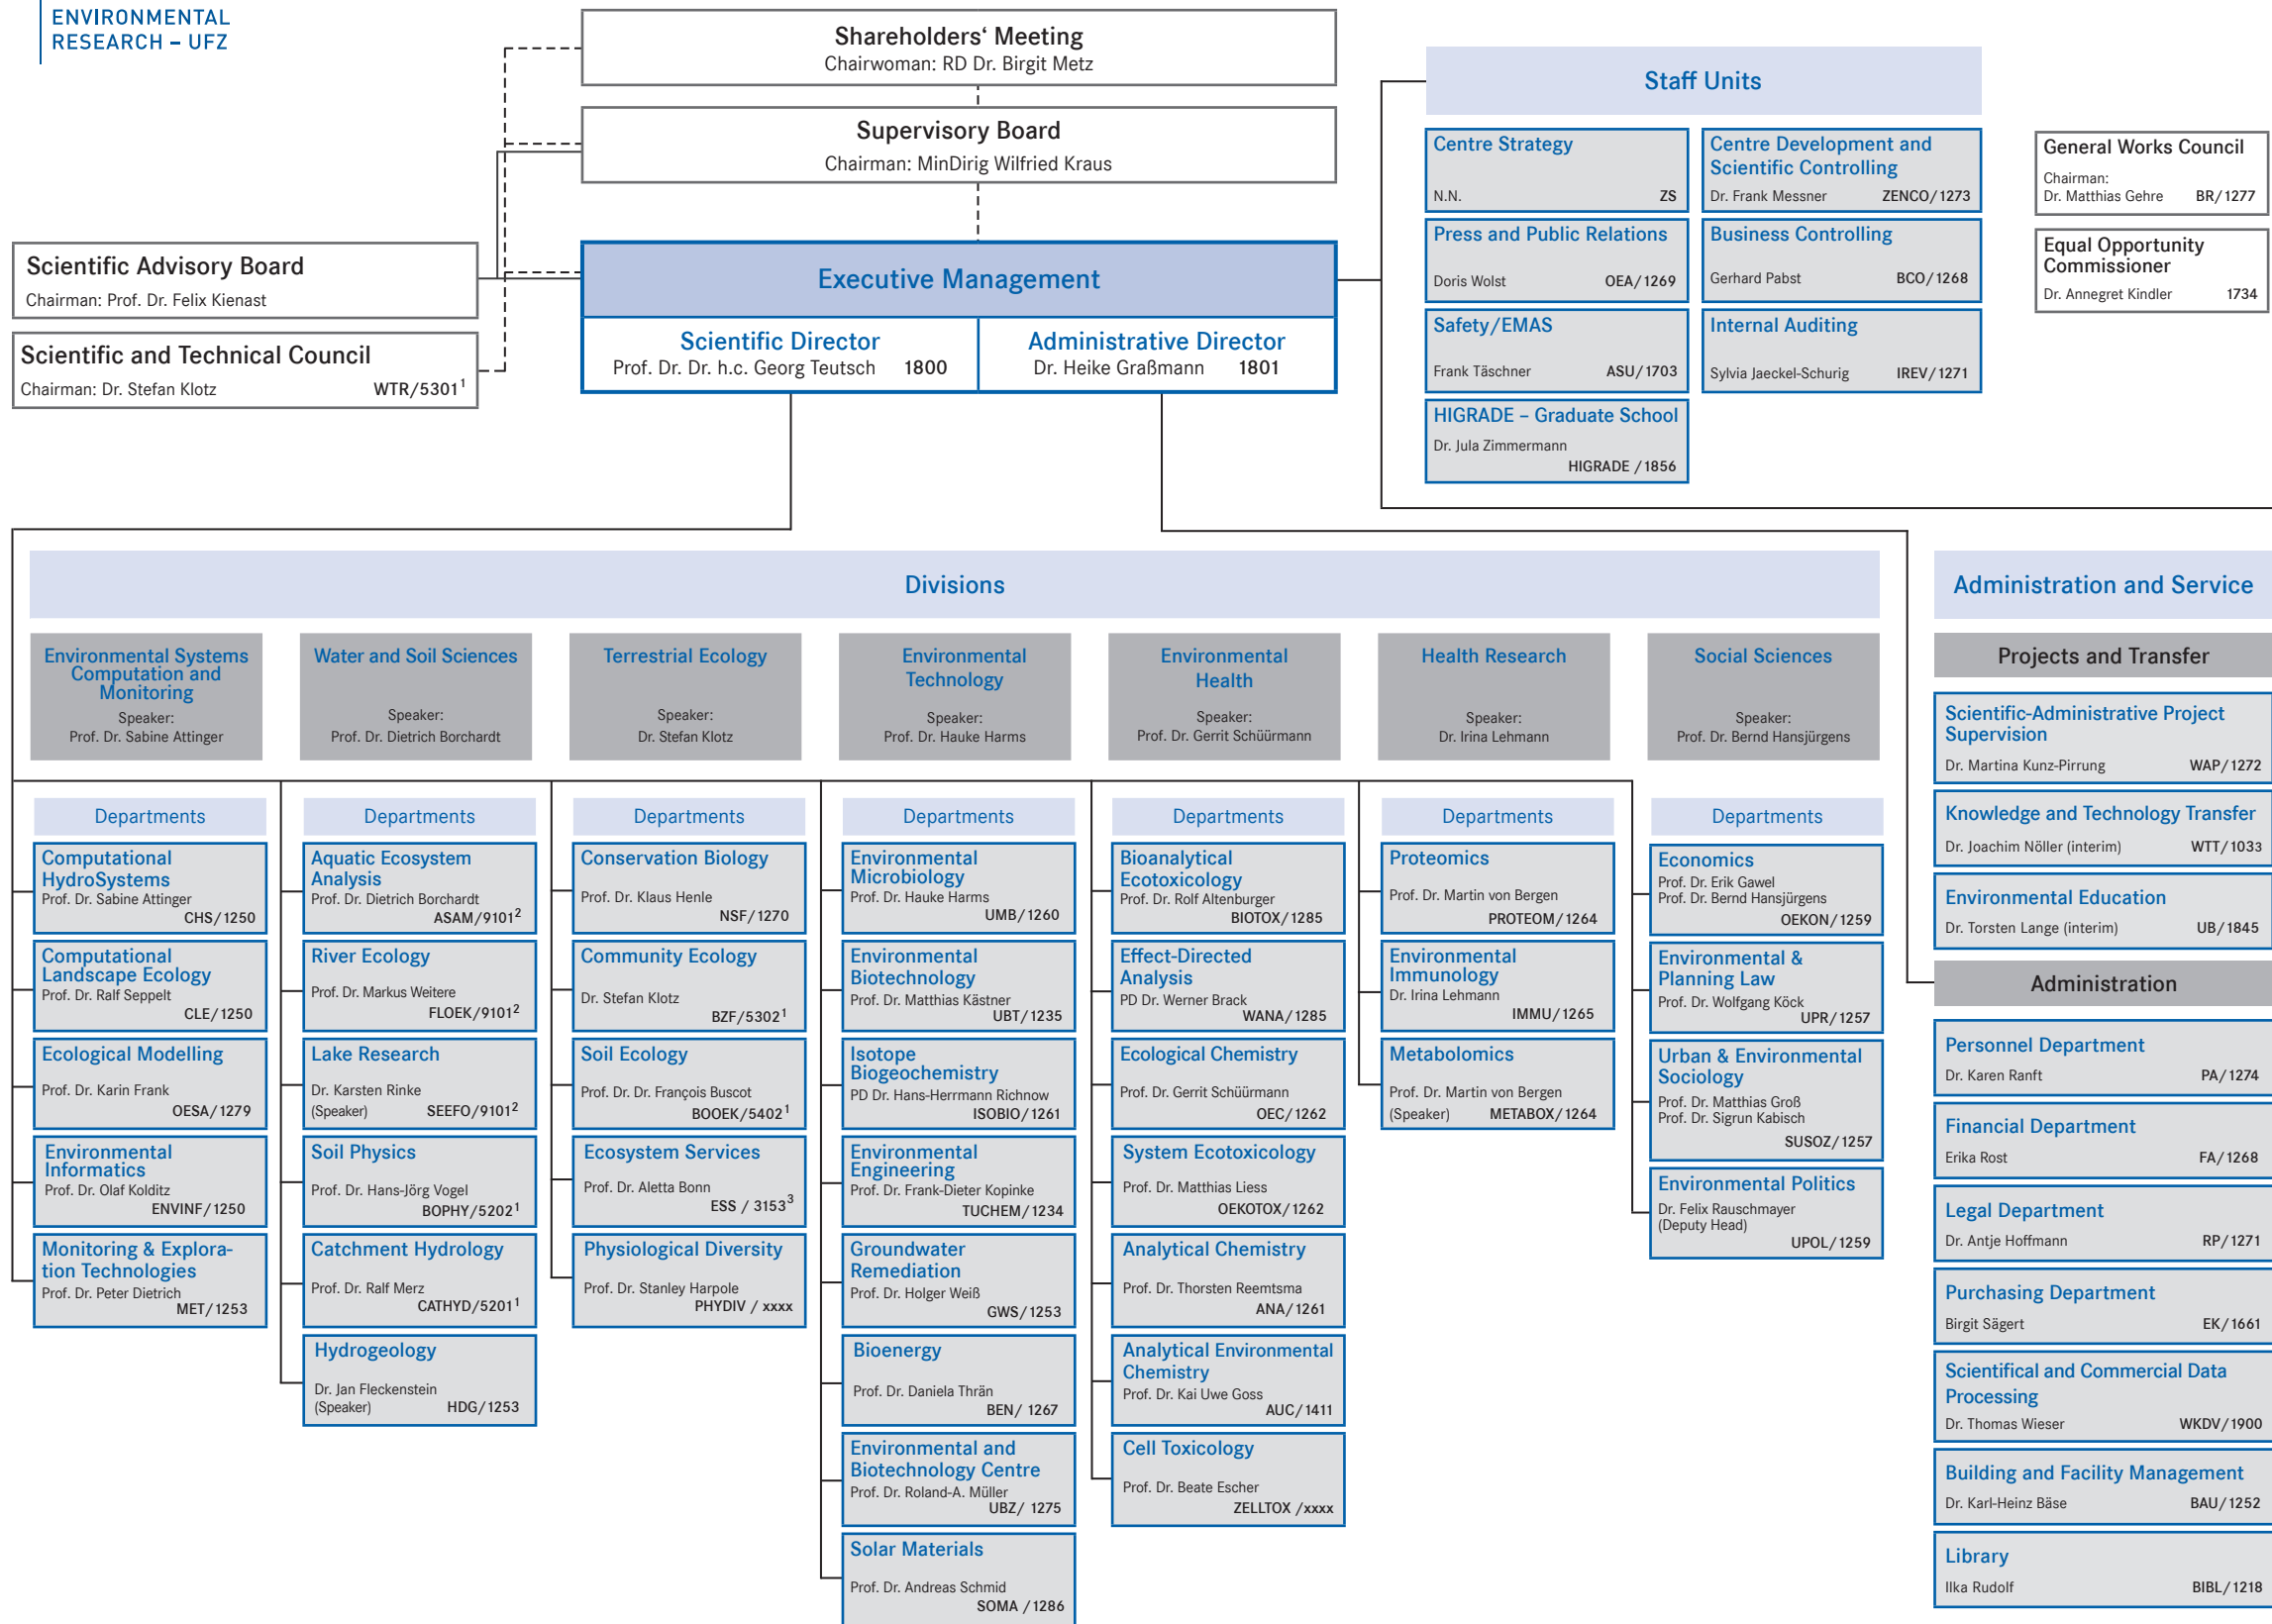 ENVIRONMENTAL
RESEARCH – UFZ
Shareholders‘ Meeting
Chairwoman: RD Dr. Birgit Metz
Supervisory Board
Chairman: MinDirig Wilfried Kraus
Scientific Advisory Board
Chairman: Prof. Dr. Felix Kienast
Scientific and Technical Council
Chairman: Dr. Stefan Klotz WTR/5301¹
Executive Management
Scientific Director
Prof. Dr. Dr. h.c. Georg Teutsch 1800
Administrative Director
Dr. Heike Graßmann 1801
Staff Units
Centre Strategy
N.N. ZS
Centre Development and
Scientific Controlling
Dr. Frank Messner ZENCO/1273
Press and Public Relations
Doris Wolst OEA/1269
Business Controlling
Gerhard Pabst BCO/1268
Safety/EMAS
Frank Täschner ASU/1703
Internal Auditing
Sylvia Jaeckel-Schurig IREV/1271
HIGRADE – Graduate School
Dr. Jula Zimmermann
HIGRADE /1856
General Works Council
Chairman:
Dr. Matthias Gehre BR/1277
Equal Opportunity
Commissioner
Dr. Annegret Kindler 1734
Divisions
Environmental Systems
Computation and
Monitoring
Speaker:
Prof. Dr. Sabine Attinger
Water and Soil Sciences
Speaker:
Prof. Dr. Dietrich Borchardt
Terrestrial Ecology
Speaker:
Dr. Stefan Klotz
Environmental
Technology
Speaker:
Prof. Dr. Hauke Harms
Environmental
Health
Speaker:
Prof. Dr. Gerrit Schüürmann
Health Research
Speaker:
Dr. Irina Lehmann
Social Sciences
Speaker:
Prof. Dr. Bernd Hansjürgens
Departments
Computational
HydroSystems
Prof. Dr. Sabine Attinger
CHS/1250
Computational
Landscape Ecology
Prof. Dr. Ralf Seppelt
CLE/1250
Ecological Modelling
Prof. Dr. Karin Frank
OESA/1279
Environmental
Informatics
Prof. Dr. Olaf Kolditz
ENVINF/1250
Monitoring & Explora-
tion Technologies
Prof. Dr. Peter Dietrich
MET/1253
Departments
Aquatic Ecosystem
Analysis
Prof. Dr. Dietrich Borchardt
ASAM/9101²
River Ecology
Prof. Dr. Markus Weitere
FLOEK/9101²
Lake Research
Dr. Karsten Rinke
(Speaker) SEEFO/9101²
Soil Physics
Prof. Dr. Hans-Jörg Vogel
BOPHY/5202¹
Catchment Hydrology
Prof. Dr. Ralf Merz
CATHYD/5201¹
Hydrogeology
Dr. Jan Fleckenstein
(Speaker) HDG/1253
Departments
Conservation Biology
Prof. Dr. Klaus Henle
NSF/1270
Community Ecology
Dr. Stefan Klotz
BZF/5302¹
Soil Ecology
Prof. Dr. Dr. François Buscot
BOOEK/5402¹
Ecosystem Services
Prof. Dr. Aletta Bonn
ESS / 3153³
Physiological Diversity
Prof. Dr. Stanley Harpole
PHYDIV / xxxx
Departments
Environmental
Microbiology
Prof. Dr. Hauke Harms
UMB/1260
Environmental
Biotechnology
Prof. Dr. Matthias Kästner
UBT/1235
Isotope
Biogeochemistry
PD Dr. Hans-Herrmann Richnow
ISOBIO/1261
Environmental
Engineering
Prof. Dr. Frank-Dieter Kopinke
TUCHEM/1234
Groundwater
Remediation
Prof. Dr. Holger Weiß
GWS/1253
Bioenergy
Prof. Dr. Daniela Thrän
BEN/ 1267
Environmental and
Biotechnology Centre
Prof. Dr. Roland-A. Müller
UBZ/ 1275
Solar Materials
Prof. Dr. Andreas Schmid
SOMA /1286
Departments
Bioanalytical
Ecotoxicology
Prof. Dr. Rolf Altenburger
BIOTOX/1285
Effect-Directed
Analysis
PD Dr. Werner Brack
WANA/1285
Ecological Chemistry
Prof. Dr. Gerrit Schüürmann
OEC/1262
System Ecotoxicology
Prof. Dr. Matthias Liess
OEKOTOX/1262
Analytical Chemistry
Prof. Dr. Thorsten Reemtsma
ANA/1261
Analytical Environmental
Chemistry
Prof. Dr. Kai Uwe Goss
AUC/1411
Cell Toxicology
Prof. Dr. Beate Escher
ZELLTOX /xxxx
Departments
Proteomics
Prof. Dr. Martin von Bergen
PROTEOM/1264
Environmental
Immunology
Dr. Irina Lehmann
IMMU/1265
Metabolomics
Prof. Dr. Martin von Bergen
(Speaker) METABOX/1264
Departments
Economics
Prof. Dr. Erik Gawel
Prof. Dr. Bernd Hansjürgens
OEKON/1259
Environmental &
Planning Law
Prof. Dr. Wolfgang Köck
UPR/1257
Urban & Environmental
Sociology
Prof. Dr. Matthias Groß
Prof. Dr. Sigrun Kabisch
SUSOZ/1257
Environmental Politics
Dr. Felix Rauschmayer
(Deputy Head)
UPOL/1259
Administration and Service
Projects and Transfer
Scientific-Administrative Project
Supervision
Dr. Martina Kunz-Pirrung WAP/1272
Knowledge and Technology Transfer
Dr. Joachim Nöller (interim) WTT/1033
Environmental Education
Dr. Torsten Lange (interim) UB/1845
Administration
Personnel Department
Dr. Karen Ranft PA/1274
Financial Department
Erika Rost FA/1268
Legal Department
Dr. Antje Hoffmann RP/1271
Purchasing Department
Birgit Sägert EK/1661
Scientifical and Commercial Data
Processing
Dr. Thomas Wieser WKDV/1900
Building and Facility Management
Dr. Karl-Heinz Bäse BAU/1252
Library
Ilka Rudolf BIBL/1218